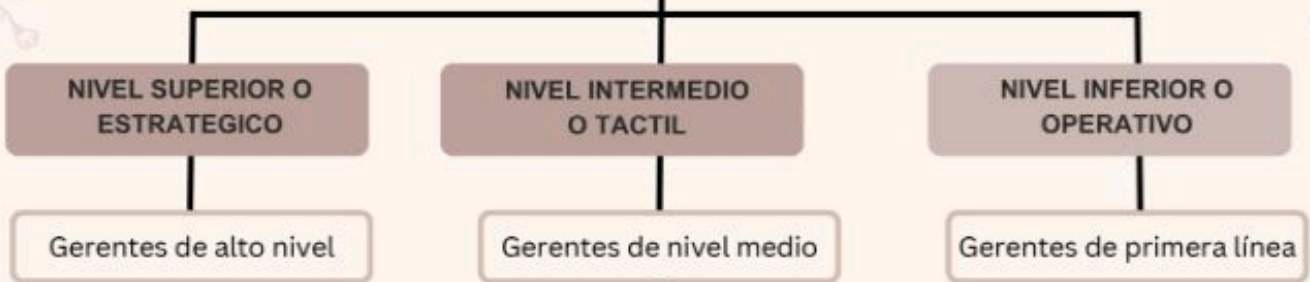 NIVEL SUPERIOR O
ESTRATEGICO
Gerentes de alto nivel
NIVEL INTERMEDIO
O TACTIL
Gerentes de nivel medio
NIVEL INFERIOR O
OPERATIVO
Gerentes de primera línea